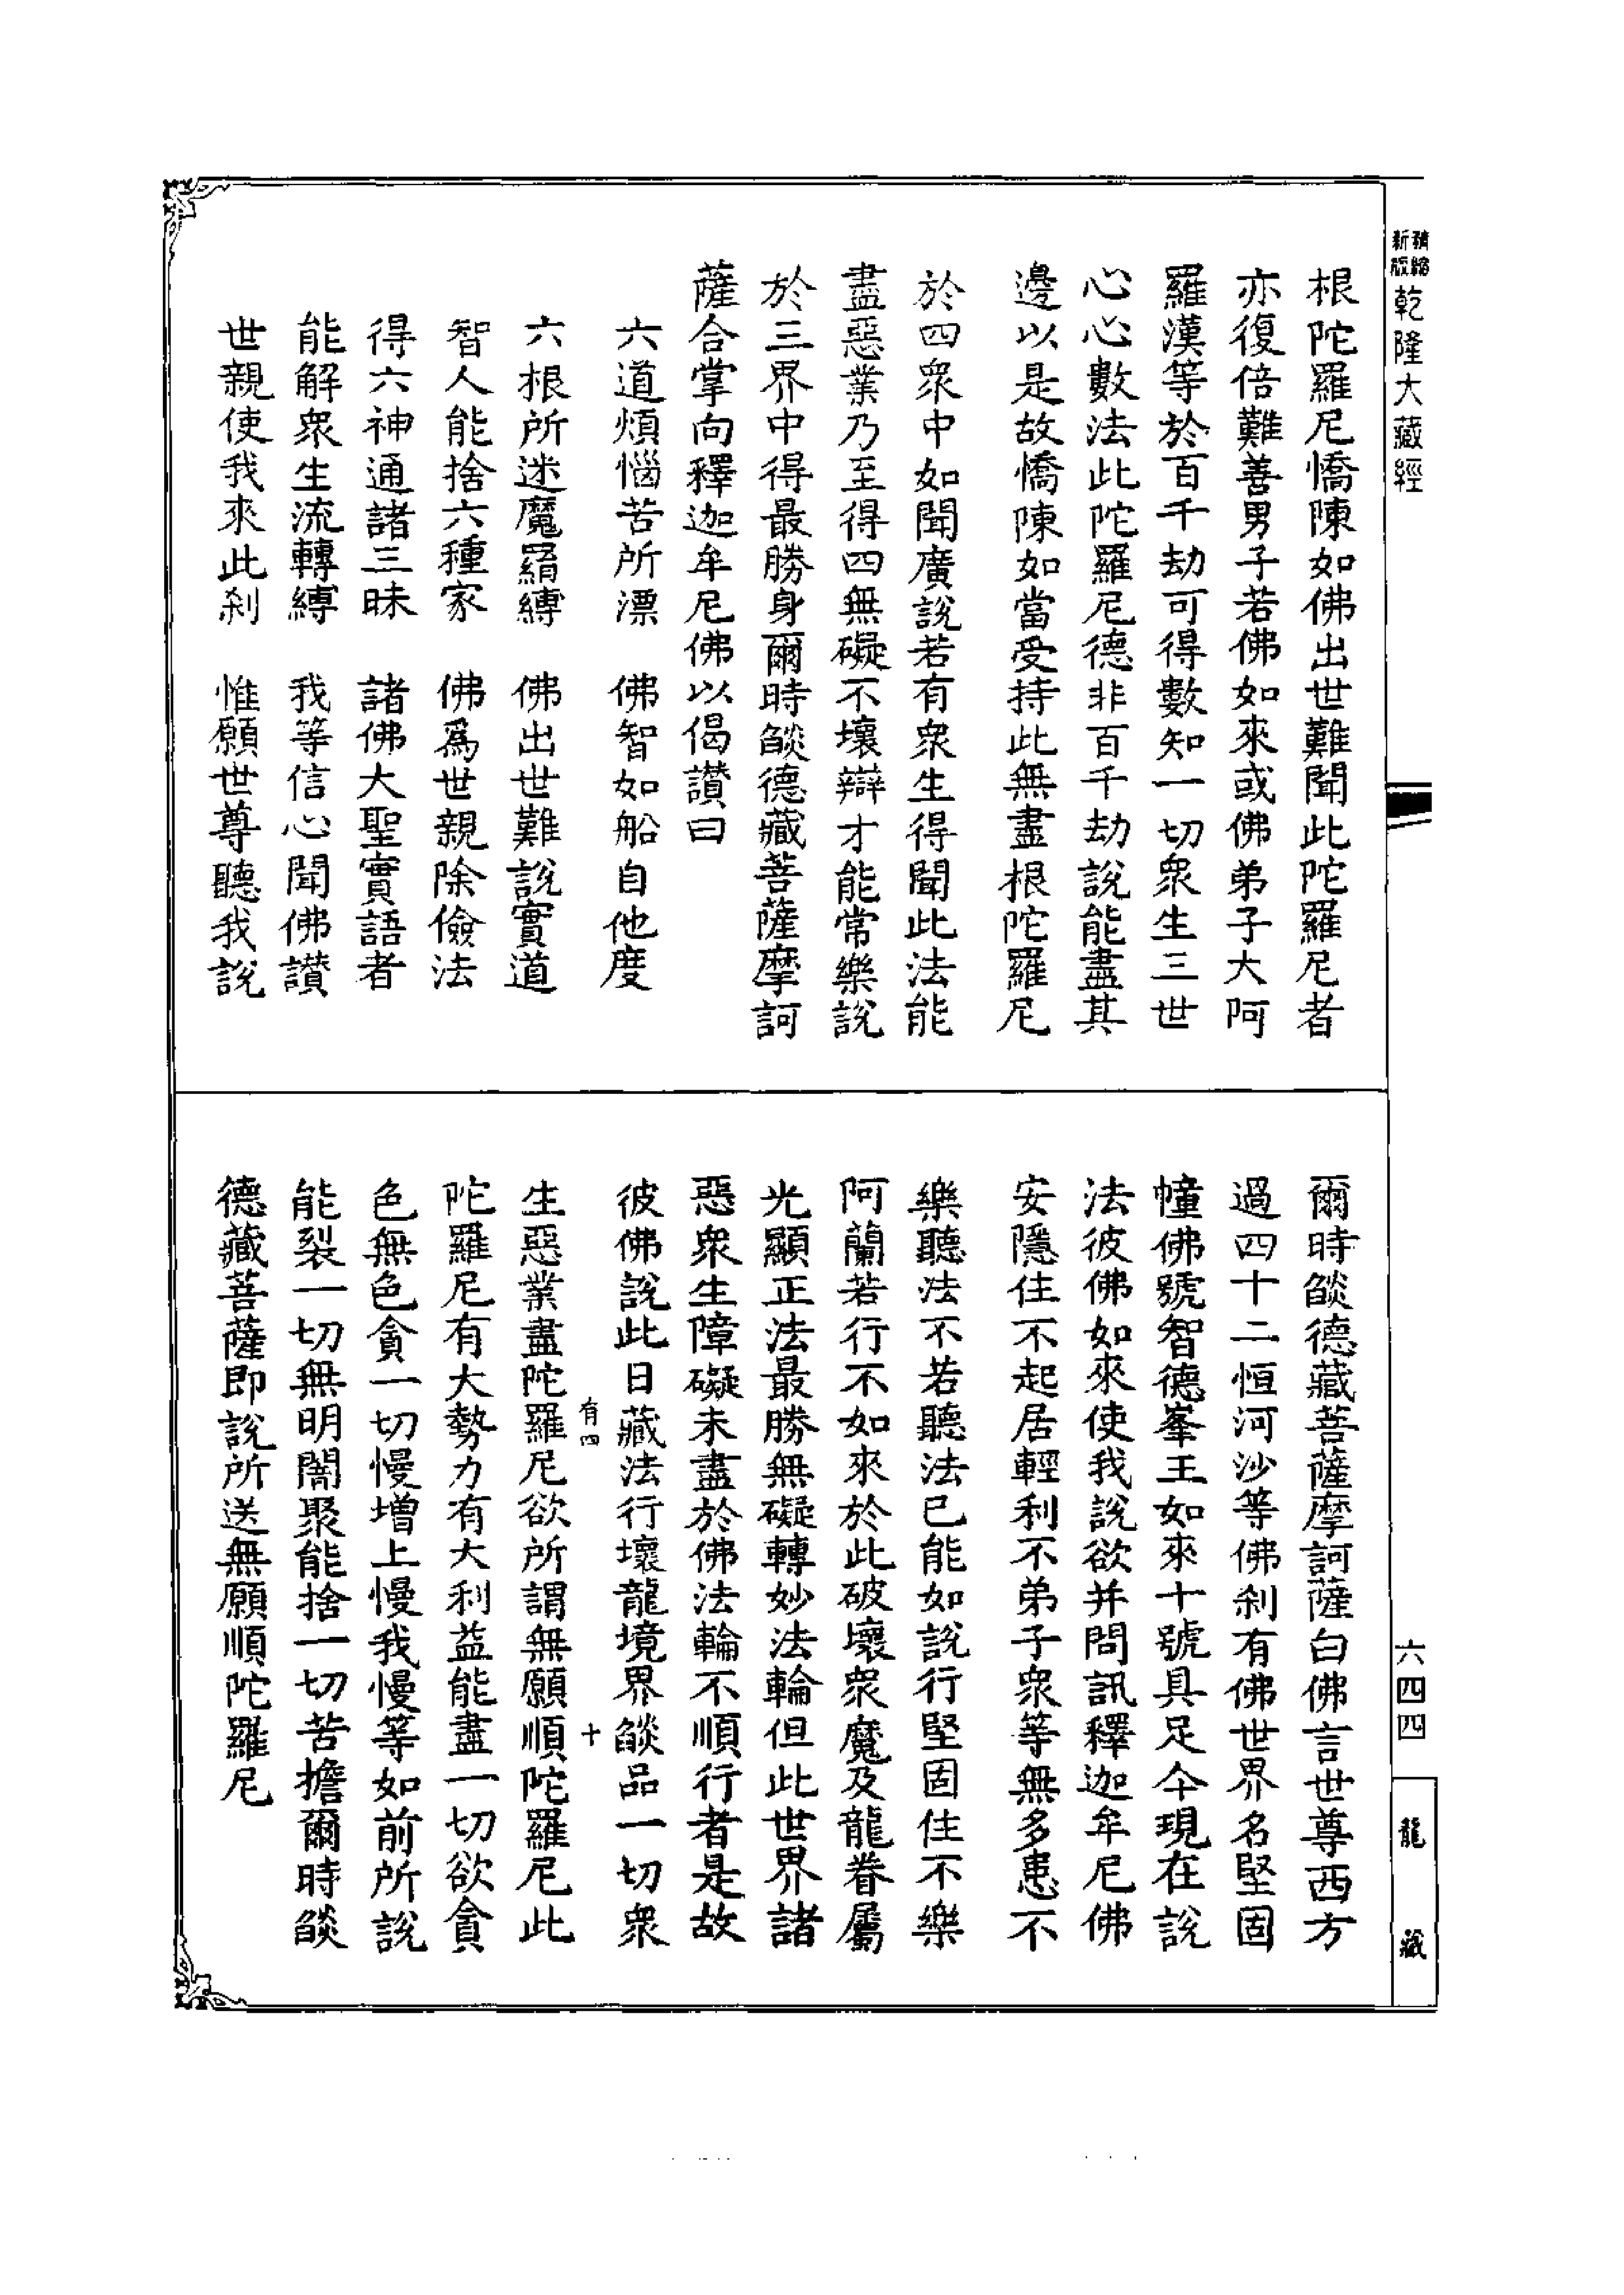 新版精縮
乾隆大藏經
根陀羅尼憍陳如佛出世難聞此陀羅尼者
亦復倍難善男子若佛如來或佛弟子大阿
羅漢等於百千劫可得數知一切衆生三世
心心數法此陀羅尼德非百千劫說能盡其
邊以是故憍陳如當受持此無盡根陀羅尼
於四衆中如聞廣說若有衆生得聞此法能
盡惡業乃至得四無礙不壞辯才能常樂說
於三界中得最勝身爾時𦦨德藏菩薩摩訶
薩合掌向釋迦牟尼佛以偈讃曰
六道煩惱苦所漂　佛智如船自他度
六根所迷魔羂縛　佛出世難說實道
智人能捨六種家　佛爲世親除儉法
得六神通諸三昧　諸佛大聖實語者
能解衆生流轉縛　我等信心聞佛讃
世親使我來此刹　惟願世尊聽我說
爾時𦦨德藏菩薩摩訶薩白佛言世尊西方
過四十二恒河沙等佛刹有佛世界名堅固
幢佛號智德峯王如來十號具足今現在說
法彼佛如來使我說欲并問訊釋迦牟尼佛
安隱住不起居輕利不弟子衆等無多患不
樂聽法不若聽法已能如說行堅固住不樂
阿蘭若行不如來於此破壞衆魔及龍眷屬
光顯正法最勝無礙轉妙法輪但此世界諸
惡衆生障礙未盡於佛法輪不順行者是故
彼佛說此日藏法行壞龍境界𦦨品一切衆
有四　十
生惡業盡陀羅尼欲所謂無願順陀羅尼此
陀羅尼有大勢力有大利益能盡一切欲貪
色無色貪一切慢增上慢我慢等如前所說
能裂一切無明闇聚能捨一切苦擔爾時𦦨
德藏菩薩即說所送無願順陀羅尼
六四四
龍藏